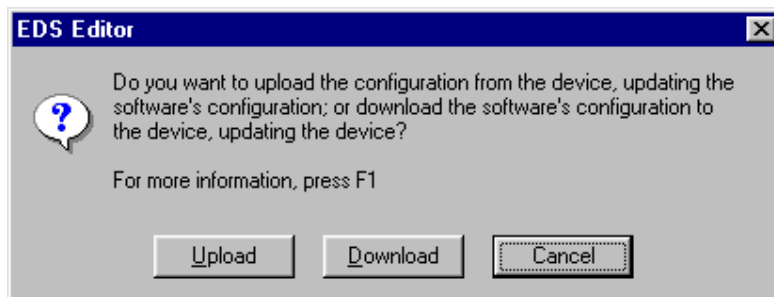 EDS Editor
Do you want to upload the configuration from the device, updating the
software's configuration; or download the software's configuration to
the device, updating the device?
For more information, press F1
Upload Download Cancel